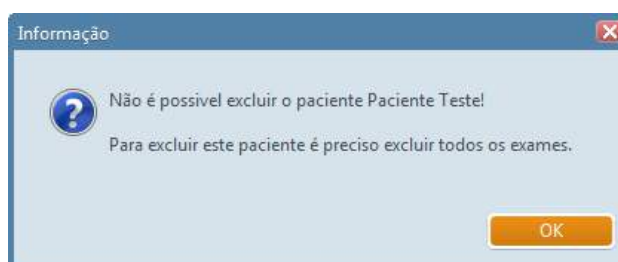 Informação
Não é possivel excluir o paciente Paciente Teste!
Para excluir este paciente é preciso excluir todos os exames.
OK